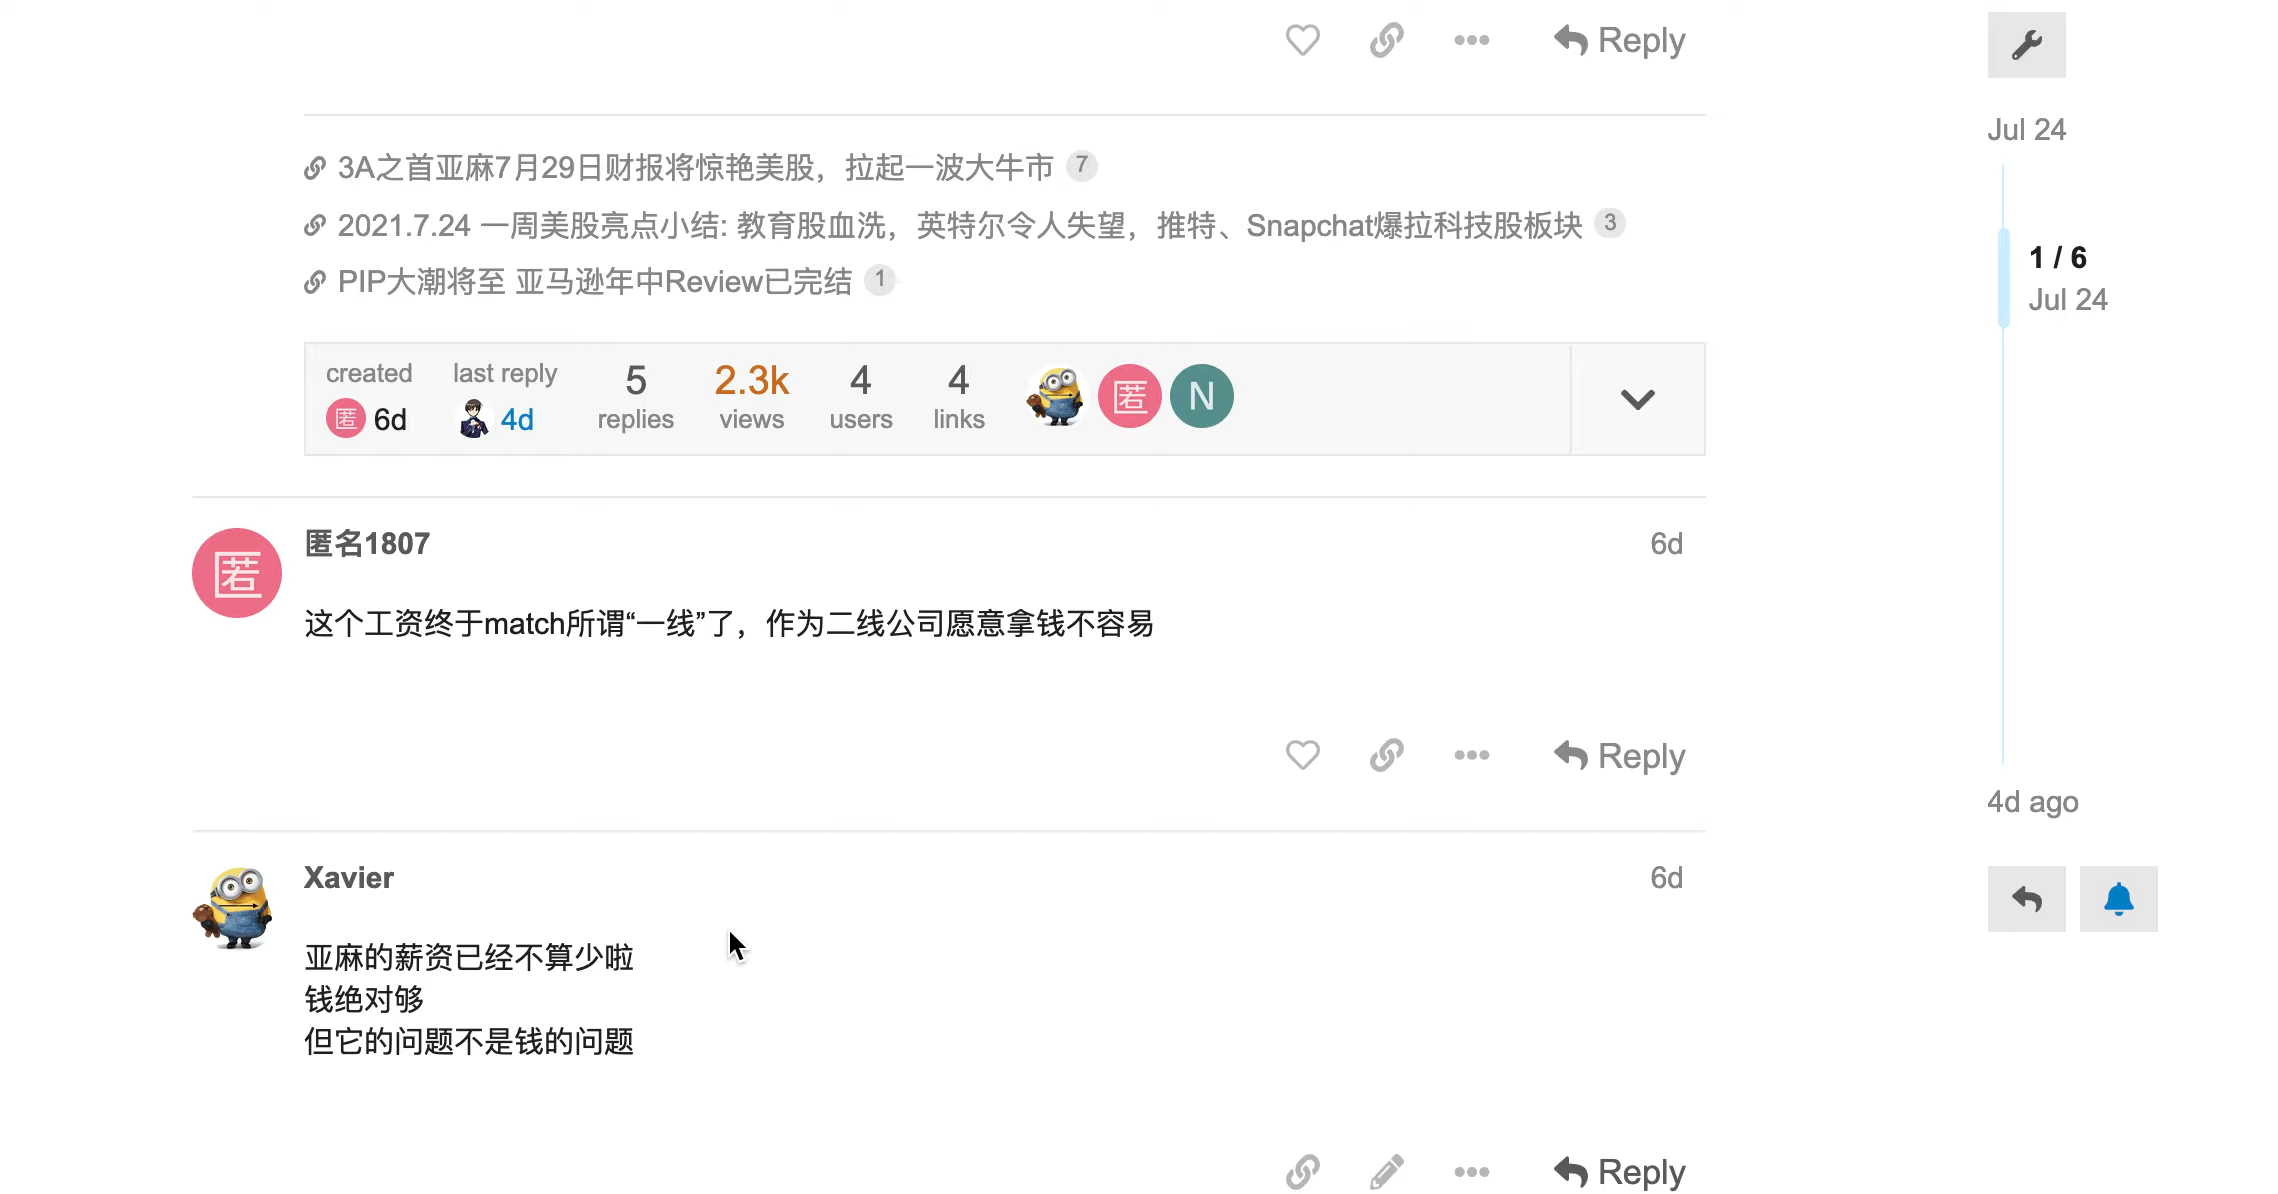 Reply
Jul 24
3A之首亚麻7月29日财报将惊艳美股，拉起一波大牛市 7
2021.7.24 一周美股亮点小结: 教育股血洗，英特尔令人失望，推特、Snapchat爆拉科技股板块 3
PIP大潮将至 亚马逊年中Review已完结 1
1 / 6
Jul 24
created
匿 6d
last reply
4d
5
replies
2.3k
views
4
users
4
links
匿 N
匿
匿名1807 6d
这个工资终于match所谓“一线”了，作为二线公司愿意拿钱不容易
Reply
4d ago
Xavier 6d
亚麻的薪资已经不算少啦
钱绝对够
但它的问题不是钱的问题
Reply